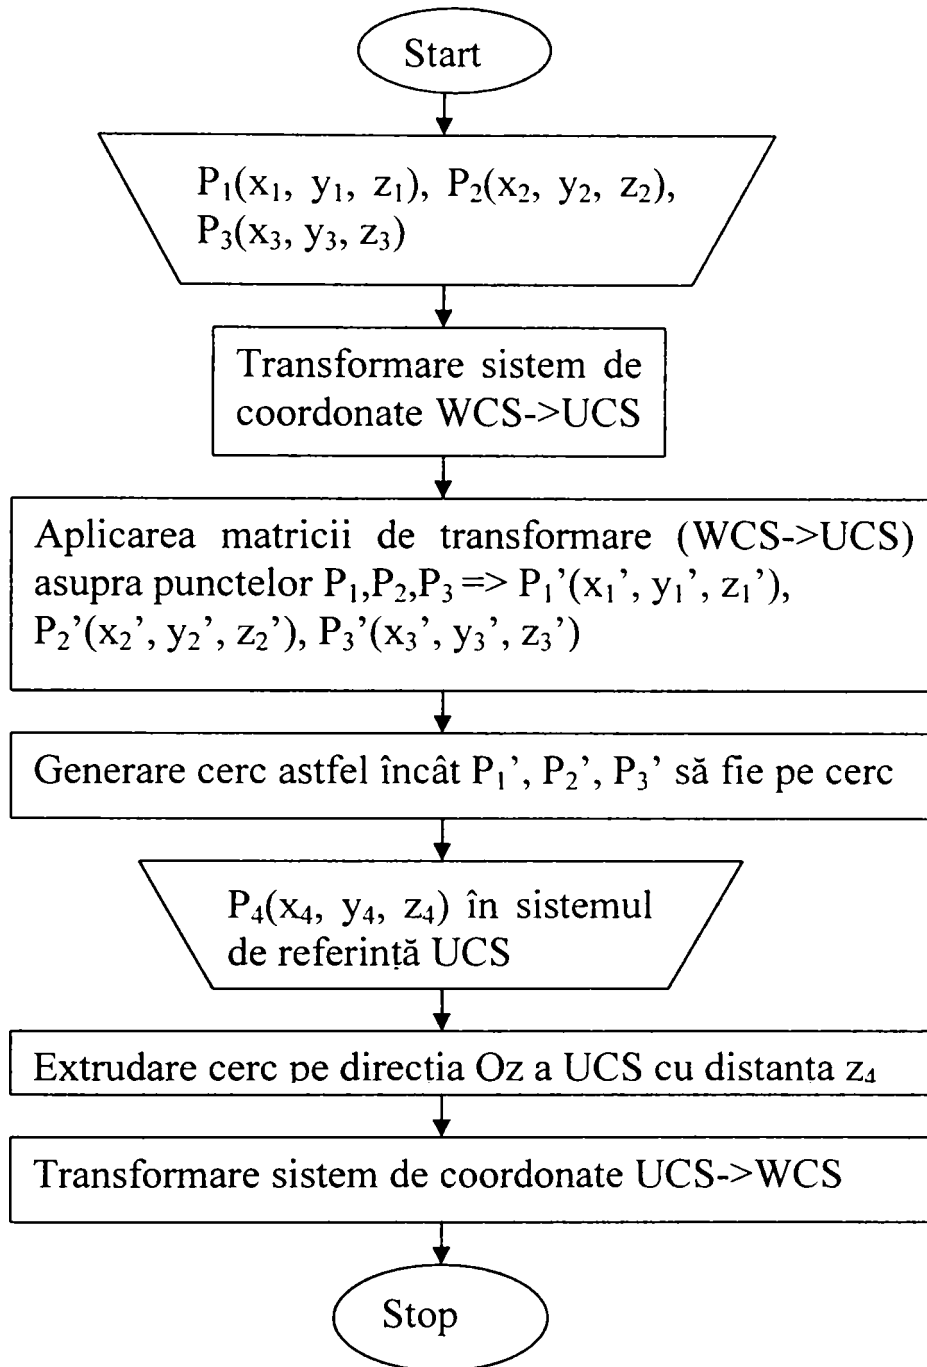 Start
P₁(x₁, y₁, z₁), P₂(x₂, y₂, z₂),
P₃(x₃, y₃, z₃)
Transformare sistem de
coordonate WCS->UCS
Aplicarea matricii de transformare (WCS->UCS)
asupra punctelor P₁,P₂,P₃ => P₁’(x₁’, y₁’, z₁’),
P₂’(x₂’, y₂’, z₂’), P₃’(x₃’, y₃’, z₃’)
Generare cerc astfel încât P₁’, P₂’, P₃’ să fie pe cerc
P₄(x₄, y₄, z₄) în sistemul
de referință UCS
Extrudare cerc pe direcția Oz a UCS cu distanta z₄
Transformare sistem de coordonate UCS->WCS
Stop